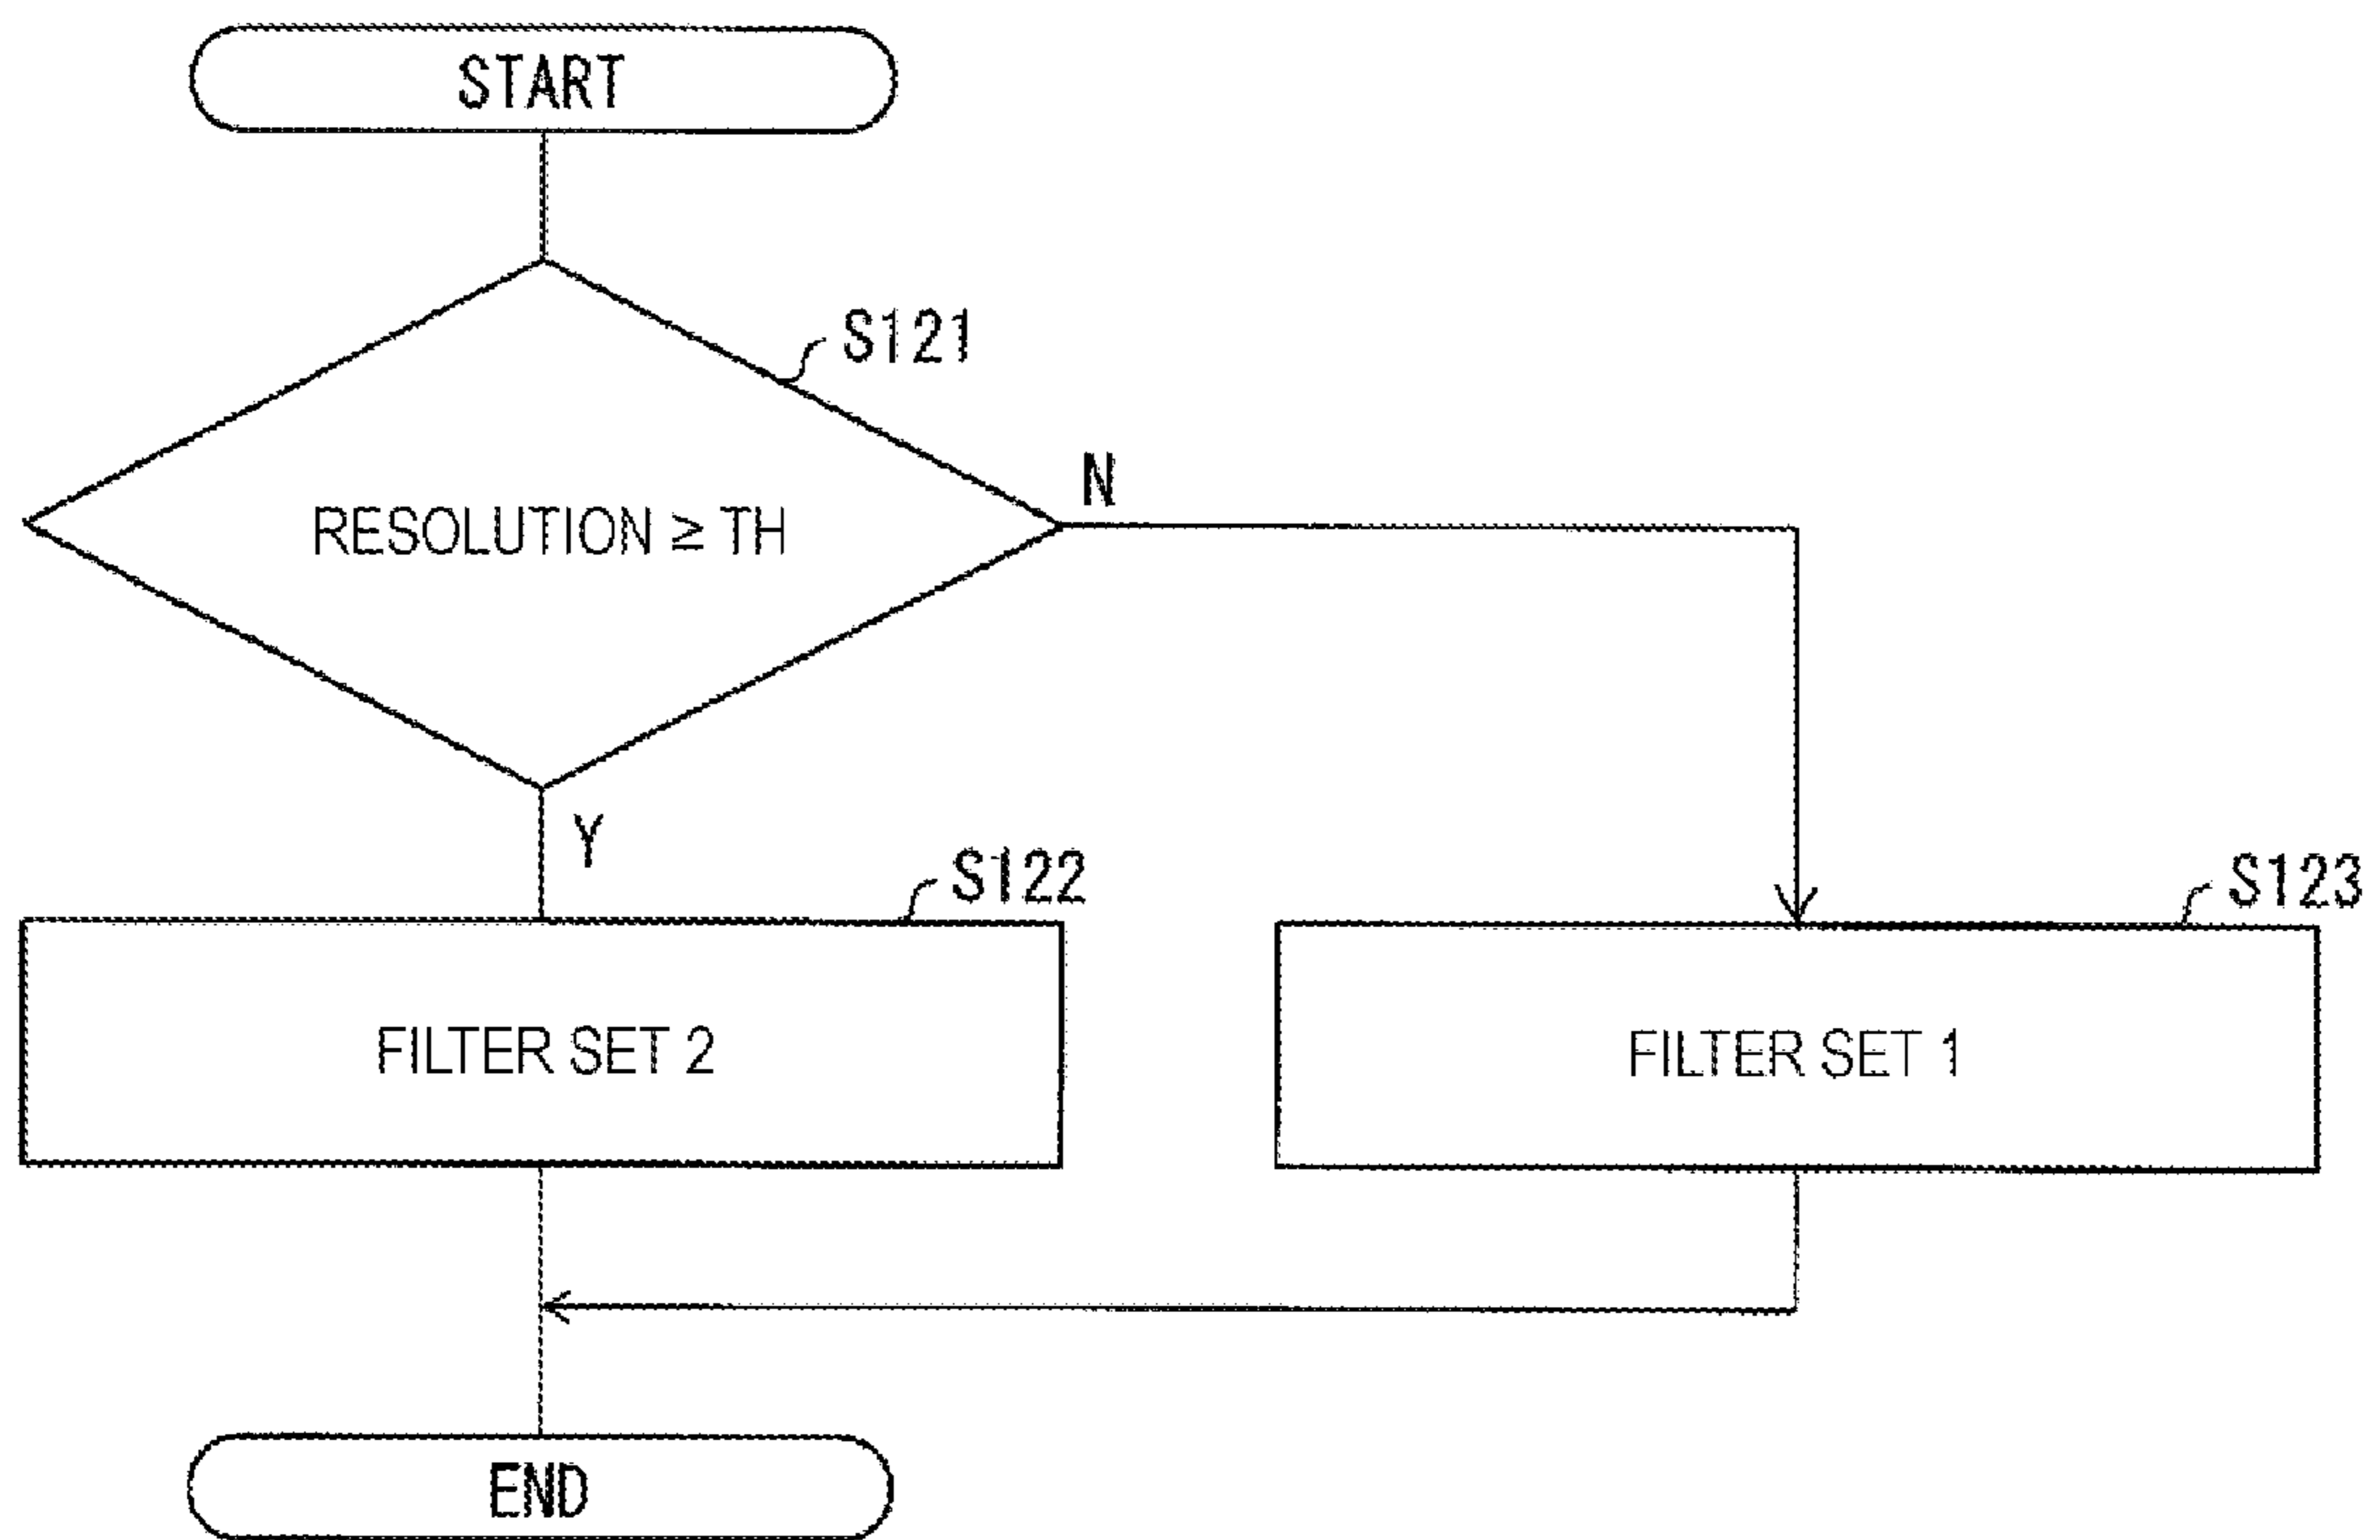 START
S121
N
RESOLUTION ≥ TH
Y
S122
S123
FILTER SET 2
FILTER SET 1
END